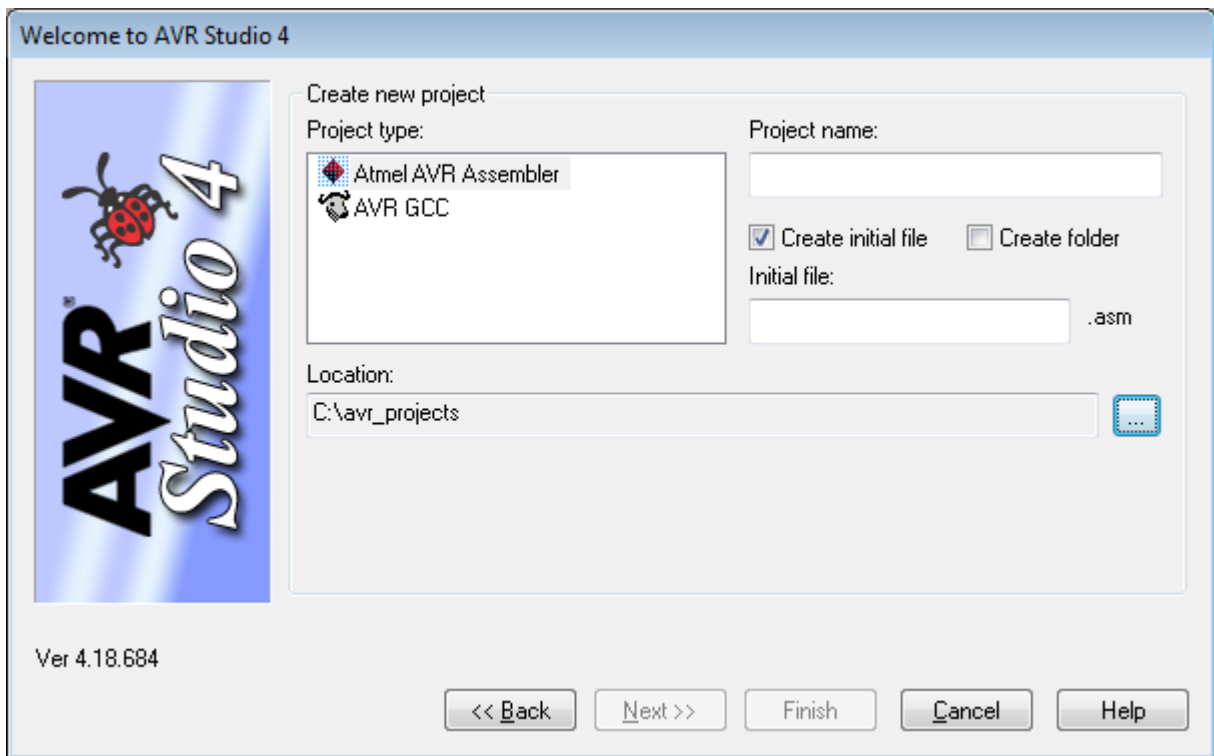 Welcome to AVR Studio 4
AVR®
Studio 4
Create new project
Project type:
Atmel AVR Assembler
AVR GCC
Project name:
Create initial file
Create folder
Initial file:
.asm
Location:
C:\avr_projects
...
Ver 4.18.684
<< Back
Next >>
Finish
Cancel
Help